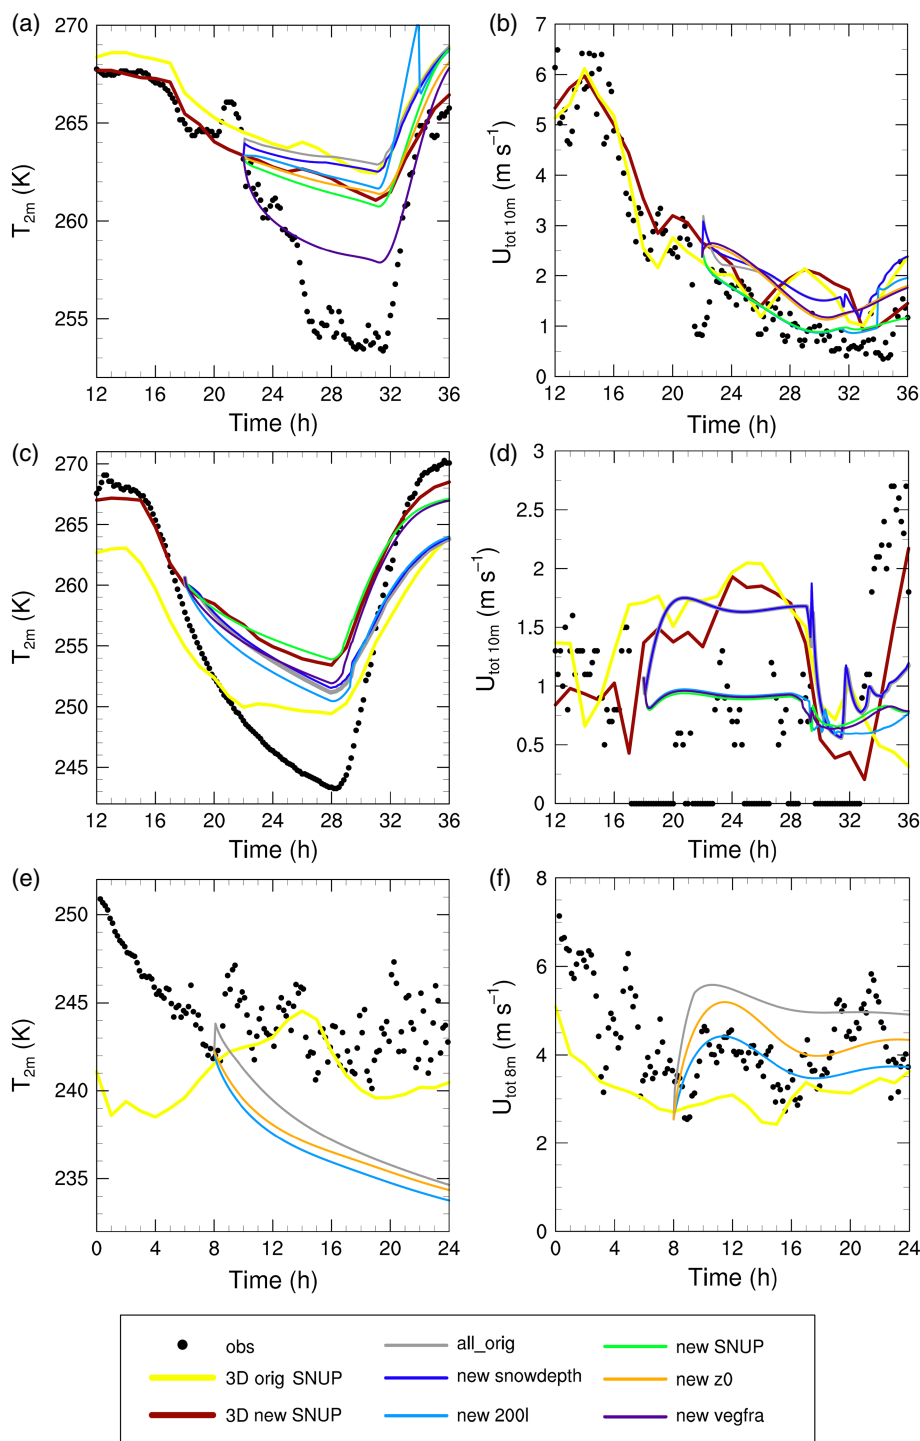 (a)
270
265
260
255
T2m (K)
12 16 20 24 28 32 36
Time (h)
(b)
7
6
5
4
3
2
1
0
Utot 10m (m s⁻¹)
12 16 20 24 28 32 36
Time (h)
(c)
270
265
260
255
250
245
T2m (K)
12 16 20 24 28 32 36
Time (h)
(d)
3
2.5
2
1.5
1
0.5
0
Utot 10m (m s⁻¹)
12 16 20 24 28 32 36
Time (h)
(e)
250
245
240
235
T2m (K)
0 4 8 12 16 20 24
Time (h)
(f)
8
6
4
2
0
Utot 8m (m s⁻¹)
0 4 8 12 16 20 24
Time (h)
obs
3D orig SNUP
3D new SNUP
all_orig
new snowdepth
new 200l
new SNUP
new z0
new vegfra